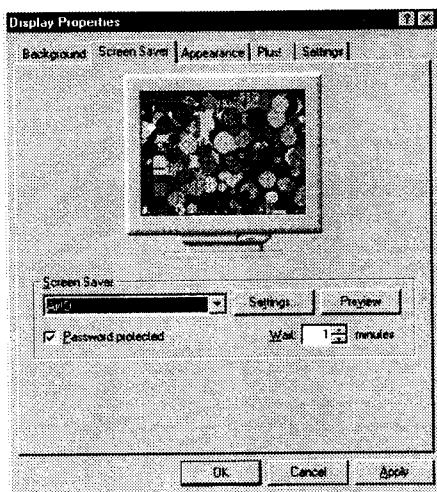 Display Properties
Background Screen Saver Appearance Plus! Settings
Screen Saver
Settings... Preview
Password protected Wait: 1 minutes
OK Cancel Apply